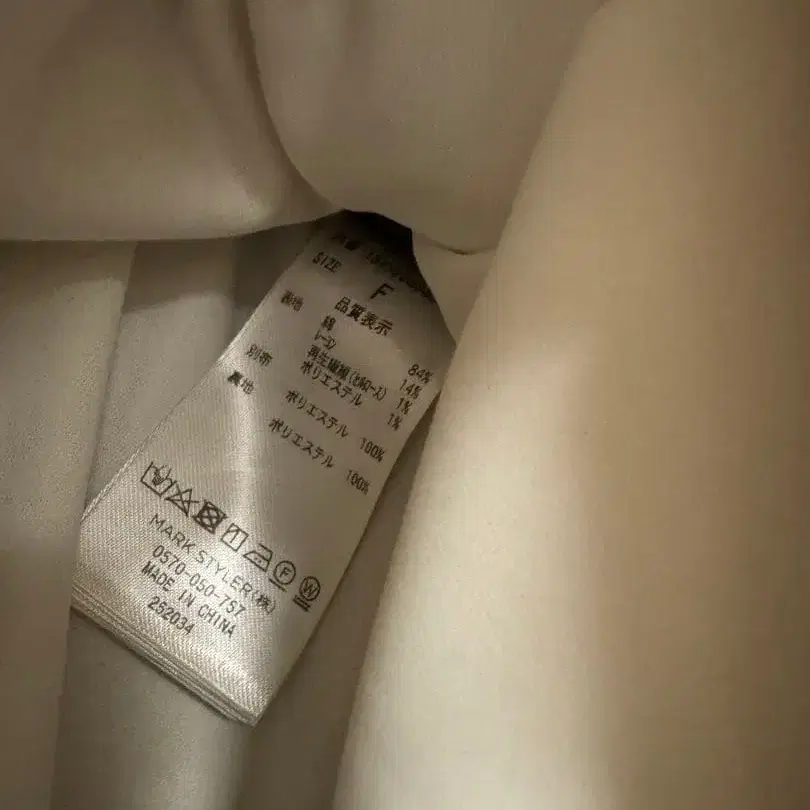 SIZE F
品質表示
表地 綿 84%
レーヨン 14%
再生繊維(セルロース) 1%
ポリエステル 1%
別布 ポリエステル 100%
裏地 ポリエステル 100%
F W
MARK STYLER(株)
0570-050-757
MADE IN CHINA
252034